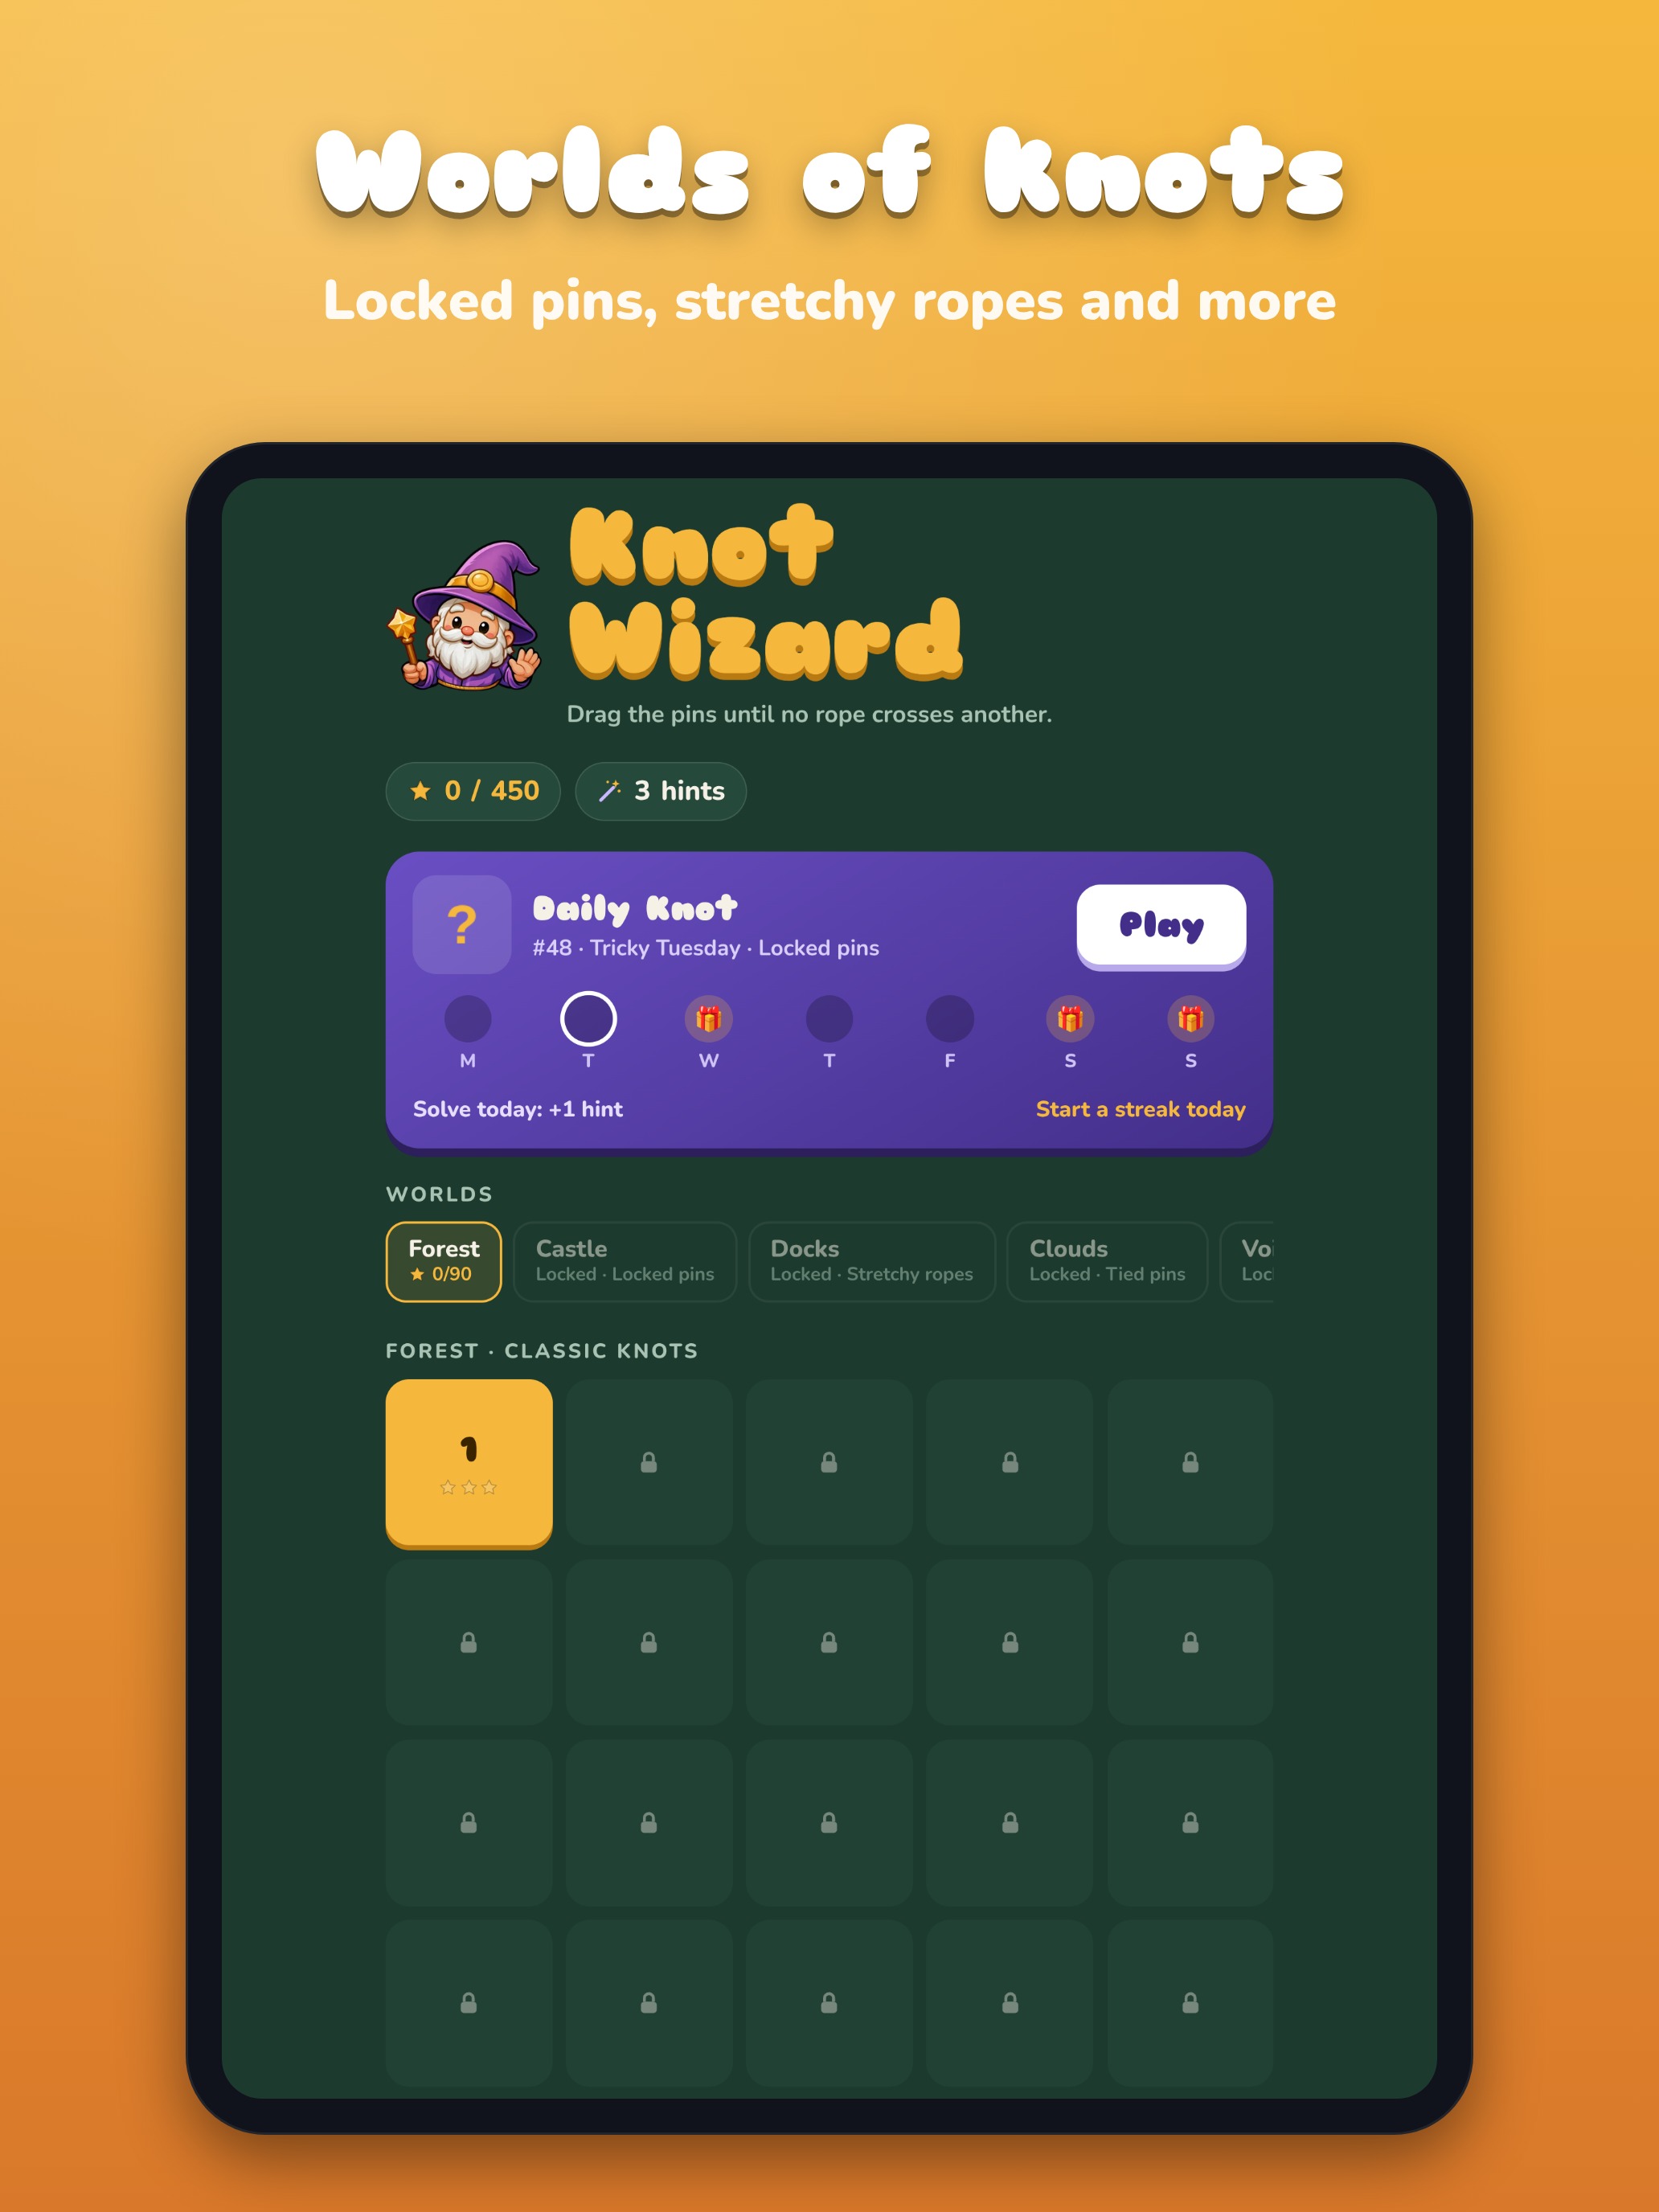 Worlds of Knots
Locked pins, stretchy ropes and more
Knot
Wizard
Drag the pins until no rope crosses another.
0 / 450
3 hints
?
Daily Knot
#48 · Tricky Tuesday · Locked pins
Play
M T W T F S S
Solve today: +1 hint
Start a streak today
WORLDS
Forest
0/90
Castle
Locked · Locked pins
Docks
Locked · Stretchy ropes
Clouds
Locked · Tied pins
FOREST · CLASSIC KNOTS
1